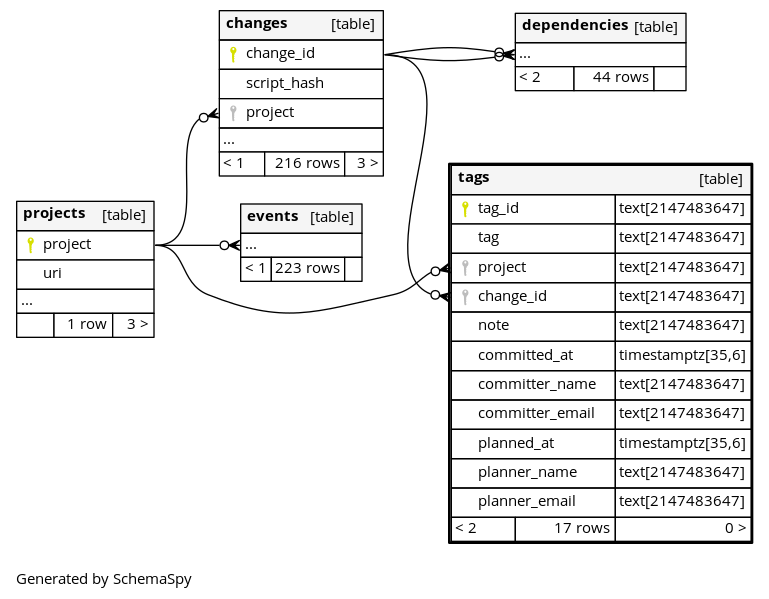 changes [table]
change_id
script_hash
project
...
< 1 216 rows 3 >
dependencies [table]
...
< 2 44 rows
projects [table]
project
uri
...
1 row 3 >
events [table]
...
< 1 223 rows
tags [table]
tag_id text[2147483647]
tag text[2147483647]
project text[2147483647]
change_id text[2147483647]
note text[2147483647]
committed_at timestamptz[35,6]
committer_name text[2147483647]
committer_email text[2147483647]
planned_at timestamptz[35,6]
planner_name text[2147483647]
planner_email text[2147483647]
< 2 17 rows 0 >
Generated by SchemaSpy